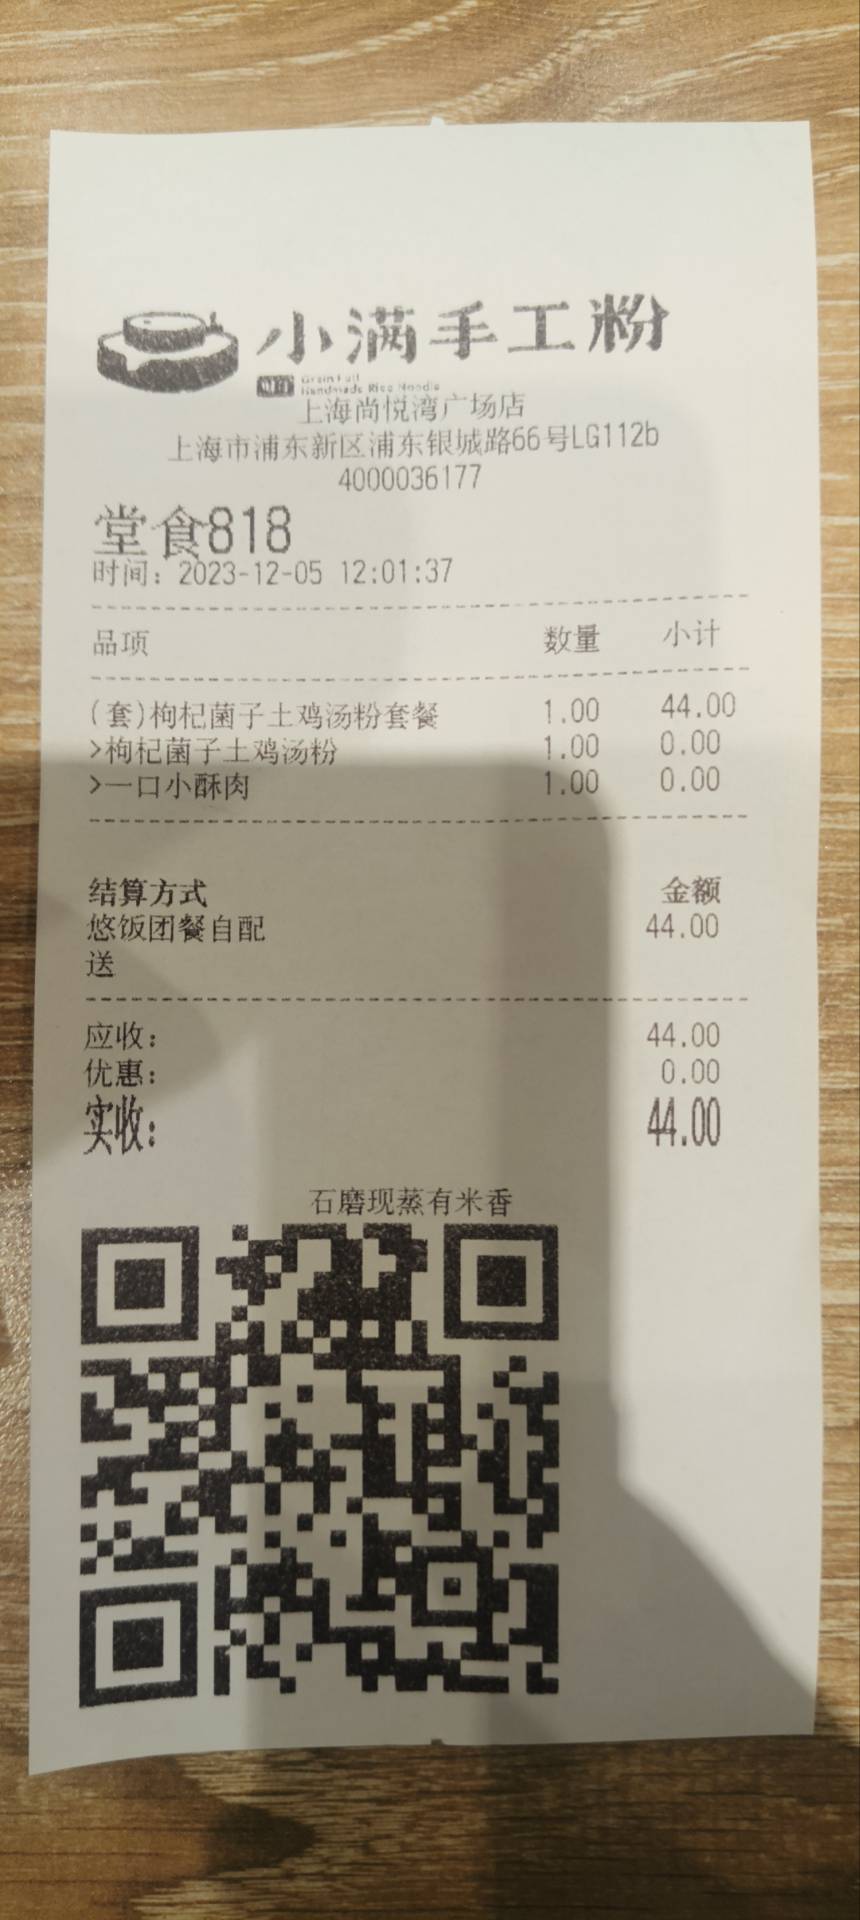 小满手工粉
Handmade Rice Noodle
上海尚悦湾广场店
上海市浦东新区浦东银城路66号LG112b
4000036177
堂食818
时间：2023-12-05 12:01:37
品项 数量 小计
(套)枸杞菌子土鸡汤粉套餐 1.00 44.00
>枸杞菌子土鸡汤粉 1.00 0.00
>一口小酥肉 1.00 0.00
结算方式 金额
悠饭团餐自配 44.00
送
应收： 44.00
优惠： 0.00
实收： 44.00
石磨现蒸有米香